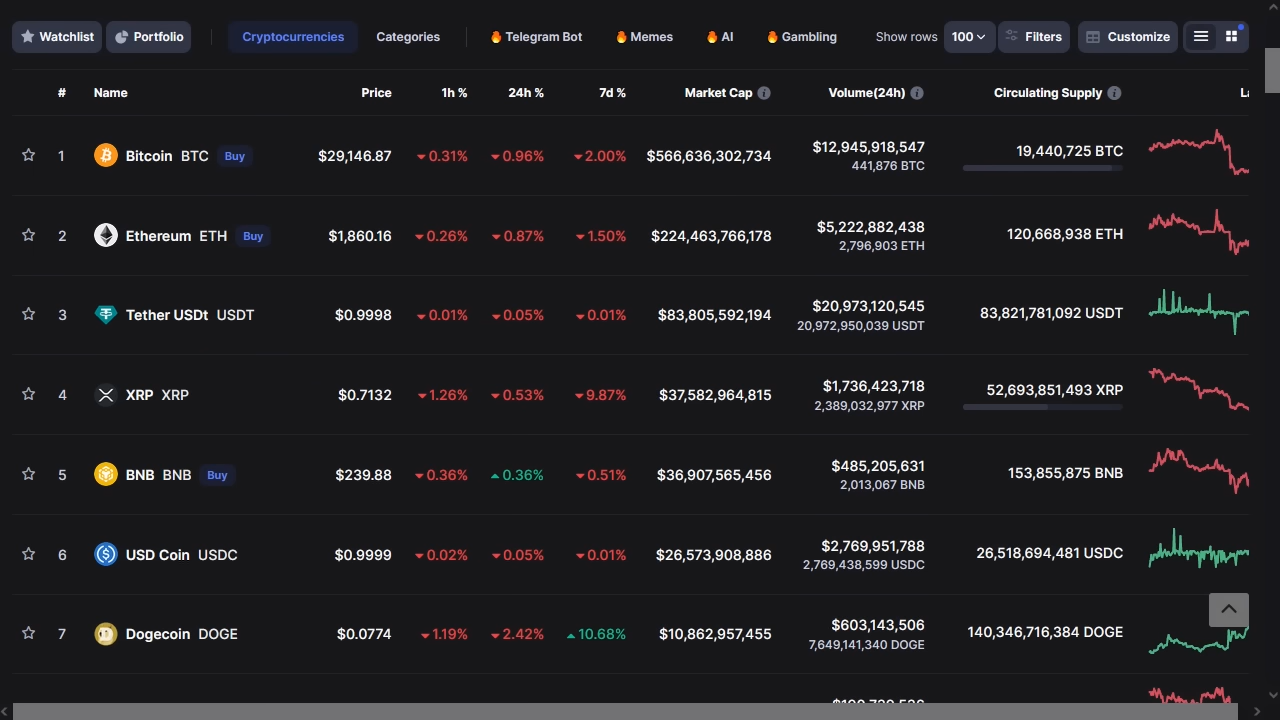 Watchlist Portfolio Cryptocurrencies Categories Telegram Bot Memes AI Gambling Show rows 100 Filters Customize
# Name Price 1h % 24h % 7d % Market Cap Volume(24h) Circulating Supply
1 Bitcoin BTC Buy $29,146.87 0.31% 0.96% 2.00% $566,636,302,734 $12,945,918,547 19,440,725 BTC
441,876 BTC
2 Ethereum ETH Buy $1,860.16 0.26% 0.87% 1.50% $224,463,766,178 $5,222,882,438 120,668,938 ETH
2,796,903 ETH
3 Tether USDt USDT $0.9998 0.01% 0.05% 0.01% $83,805,592,194 $20,973,120,545 83,821,781,092 USDT
20,972,950,039 USDT
4 XRP XRP $0.7132 1.26% 0.53% 9.87% $37,582,964,815 $1,736,423,718 52,693,851,493 XRP
2,389,032,977 XRP
5 BNB BNB Buy $239.88 0.36% 0.36% 0.51% $36,907,565,456 $485,205,631 153,855,875 BNB
2,013,067 BNB
6 USD Coin USDC $0.9999 0.02% 0.05% 0.01% $26,573,908,886 $2,769,951,788 26,518,694,481 USDC
2,769,438,599 USDC
7 Dogecoin DOGE $0.0774 1.19% 2.42% 10.68% $10,862,957,455 $603,143,506 140,346,716,384 DOGE
7,649,141,340 DOGE